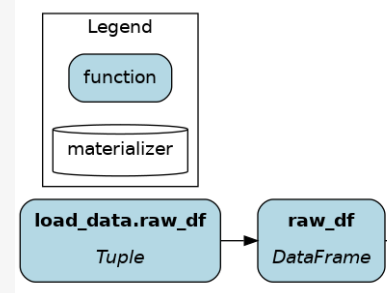 Legend
function
materializer
load_data.raw_df
Tuple
raw_df
DataFrame